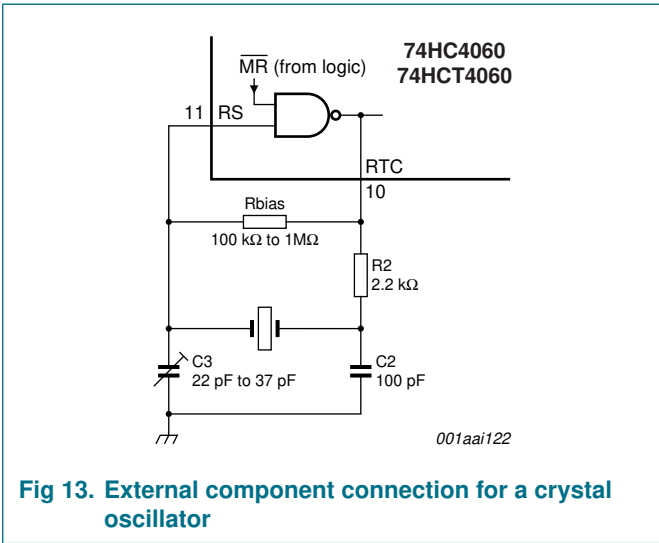 74HC4060
74HCT4060
M̅R̅ (from logic)
11 RS
RTC
10
Rbias
100 kΩ to 1MΩ
R2
2.2 kΩ
C3
22 pF to 37 pF
C2
100 pF
001aai122
Fig 13. External component connection for a crystal
oscillator